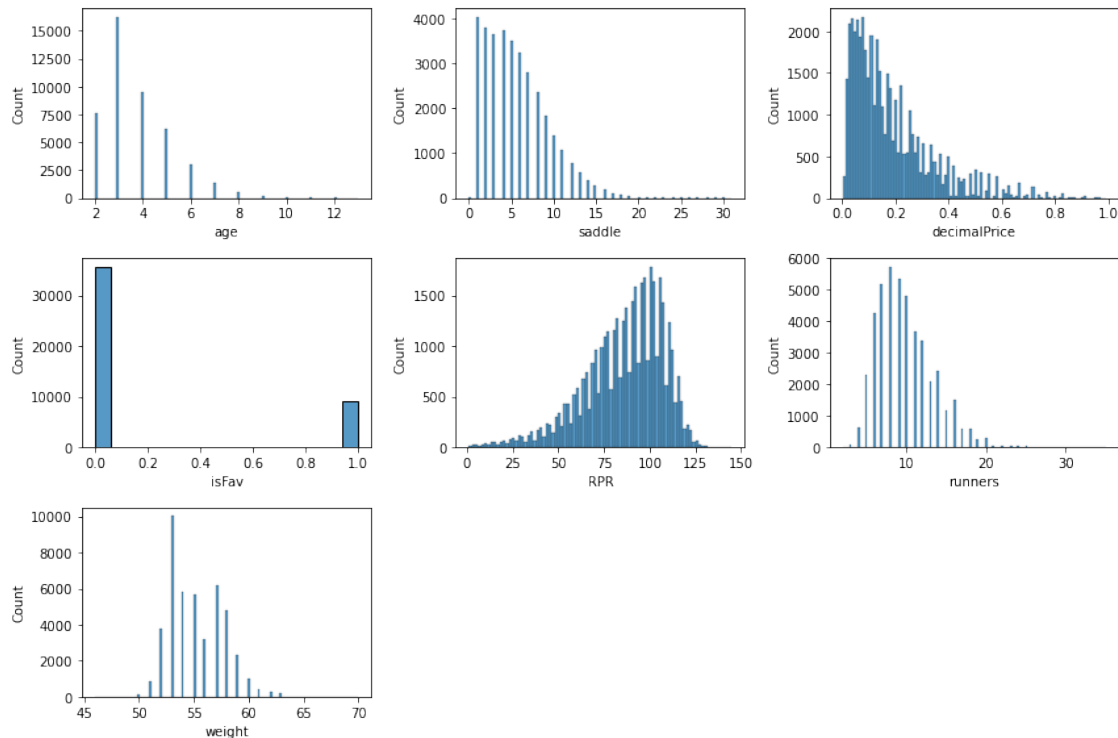 15000
12500
10000
7500
5000
2500
0
Count
2 4 6 8 10 12
age
4000
3000
2000
1000
0
Count
0 5 10 15 20 25 30
saddle
2000
1500
1000
500
0
Count
0.0 0.2 0.4 0.6 0.8 1.0
decimalPrice
30000
20000
10000
0
Count
0.0 0.2 0.4 0.6 0.8 1.0
isFav
1500
1000
500
0
Count
0 25 50 75 100 125 150
RPR
6000
5000
4000
3000
2000
1000
0
Count
10 20 30
runners
10000
8000
6000
4000
2000
0
Count
45 50 55 60 65 70
weight